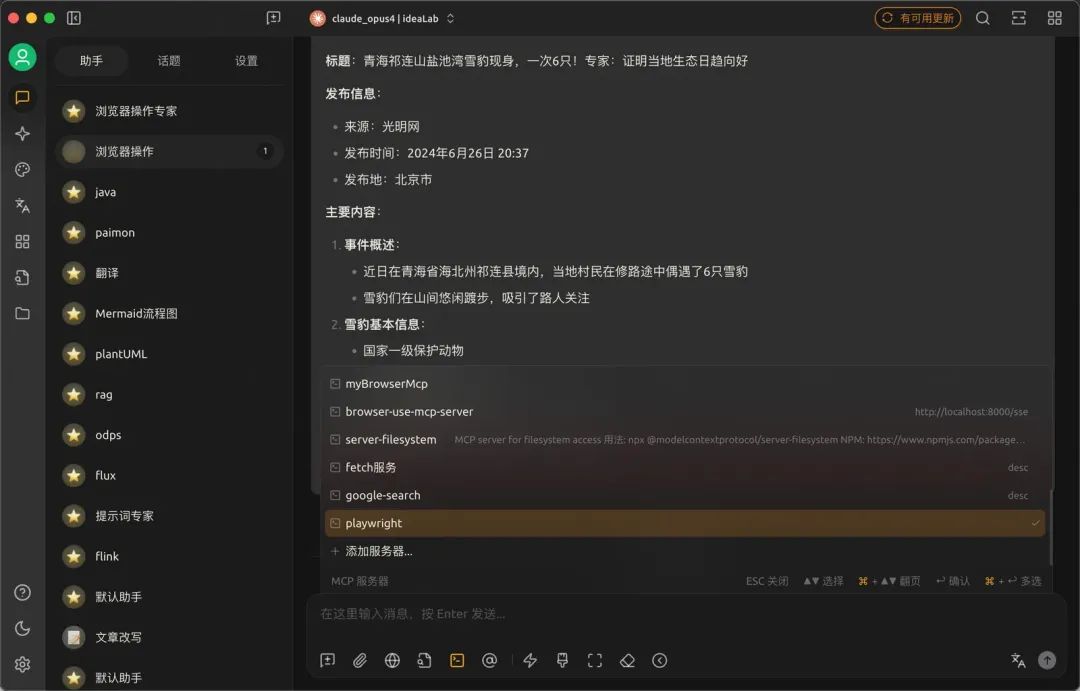 claude_opus4 | ideaLab
有可用更新
助手 话题 设置
浏览器操作专家
浏览器操作 1
java
paimon
翻译
Mermaid流程图
plantUML
rag
odps
flux
提示词专家
flink
默认助手
文章改写
默认助手
标题：青海祁连山盐池湾雪豹现身，一次6只！专家：证明当地生态日趋向好
发布信息：
• 来源：光明网
• 发布时间：2024年6月26日 20:37
• 发布地：北京市
主要内容：
1. 事件概述：
• 近日在青海省海北州祁连县境内，当地村民在修路途中偶遇了6只雪豹
• 雪豹们在山间悠闲踱步，吸引了路人关注
2. 雪豹基本信息：
• 国家一级保护动物
myBrowserMcp
browser-use-mcp-server http://localhost:8000/sse
server-filesystem MCP server for filesystem access 用法: npx @modelcontextprotocol/server-filesystem NPM: https://www.npmjs.com/package...
fetch服务 desc
google-search desc
playwright ✓
+ 添加服务器...
MCP 服务器 ESC 关闭 ▲▼ 选择 ⌘ + ▲▼ 翻页 ↩ 确认 ⌘ + ↩ 多选
在这里输入消息，按 Enter 发送...